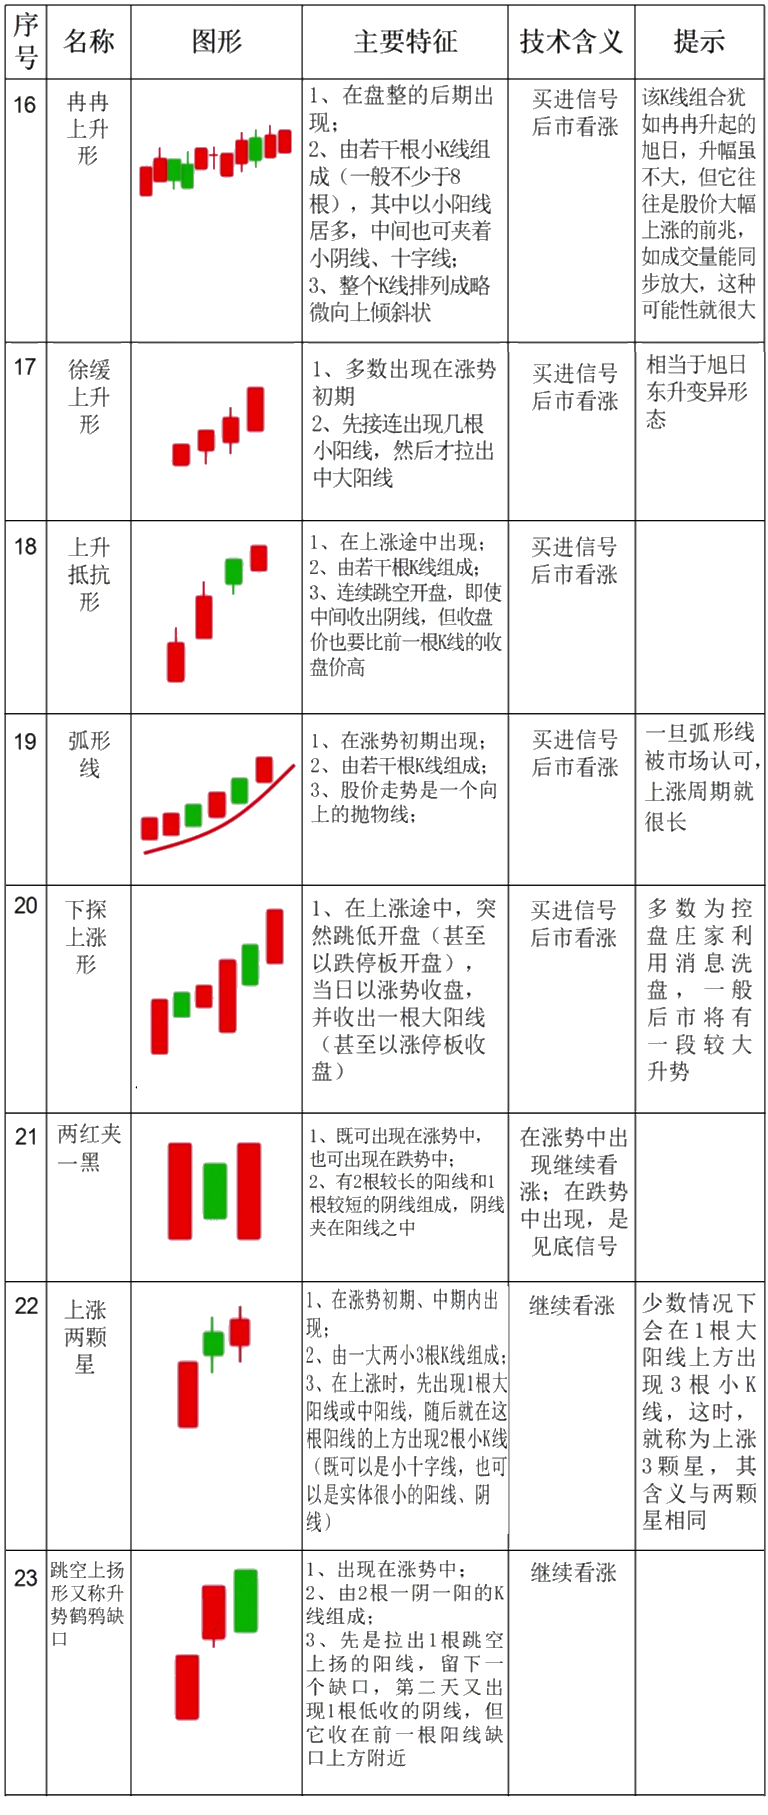 序号
名称
图形
主要特征
技术含义
提示
16
冉冉
上升
形
1、在盘整的后期出
现；
2、由若干根小K线组
成（一般不少于8
根），其中以小阳线
居多，中间也可夹着
小阴线、十字线；
3、整个K线排列成略
微向上倾斜状
买进信号
后市看涨
该K线组合犹
如冉冉升起的
旭日，升幅虽
不大，但它往
往是股价大幅
上涨的前兆，
如成交量能同
步放大，这种
可能性就很大
17
徐缓
上升
形
1、多数出现在涨势
初期
2、先接连出现几根
小阳线，然后才拉出
中大阳线
买进信号
后市看涨
相当于旭日
东升变异形
态
18
上升
抵抗
形
1、在上涨途中出现；
2、由若干根K线组成；
3、连续跳空开盘，即使
中间收出阴线，但收盘
价也要比前一根K线的收
盘价高
买进信号
后市看涨
19
弧形
线
1、在涨势初期出现；
2、由若干根K线组成；
3、股价走势是一个向
上的抛物线；
买进信号
后市看涨
一旦弧形线
被市场认可，
上涨周期就
很长
20
下探
上涨
形
1、在上涨途中，突
然跳低开盘（甚至
以跌停板开盘），
当日以涨势收盘，
并收出一根大阳线
（甚至以涨停板收
盘）
买进信号
后市看涨
多数为控
盘庄家利
用消息洗
盘，一般
后市将有
一段较大
升势
21
两红夹
一黑
1、既可出现在涨势中，
也可出现在跌势中；
2、有2根较长的阳线和1
根较短的阴线组成，阴线
夹在阳线之中
在涨势中出
现继续看
涨；在跌势
中出现，是
见底信号
22
上涨
两颗
星
1、在涨势初期、中期内出
现；
2、由一大两小3根K线组成；
3、在上涨时，先出现1根大
阳线或中阳线，随后就在这
根阳线的上方出现2根小K线
（既可以是小十字线，也可
以是实体很小的阳线、阴
线）
继续看涨
少数情况下
会在1根大
阳线上方出
现3根小K
线，这时，
就称为上涨
3颗星，其
含义与两颗
星相同
23
跳空上扬
形又称升
势鹤鸦缺
口
1、出现在涨势中；
2、由2根一阴一阳的K
线组成；
3、先是拉出1根跳空
上扬的阳线，留下一
个缺口，第二天又出
现1根低收的阴线，但
它收在前一根阳线缺
口上方附近
继续看涨